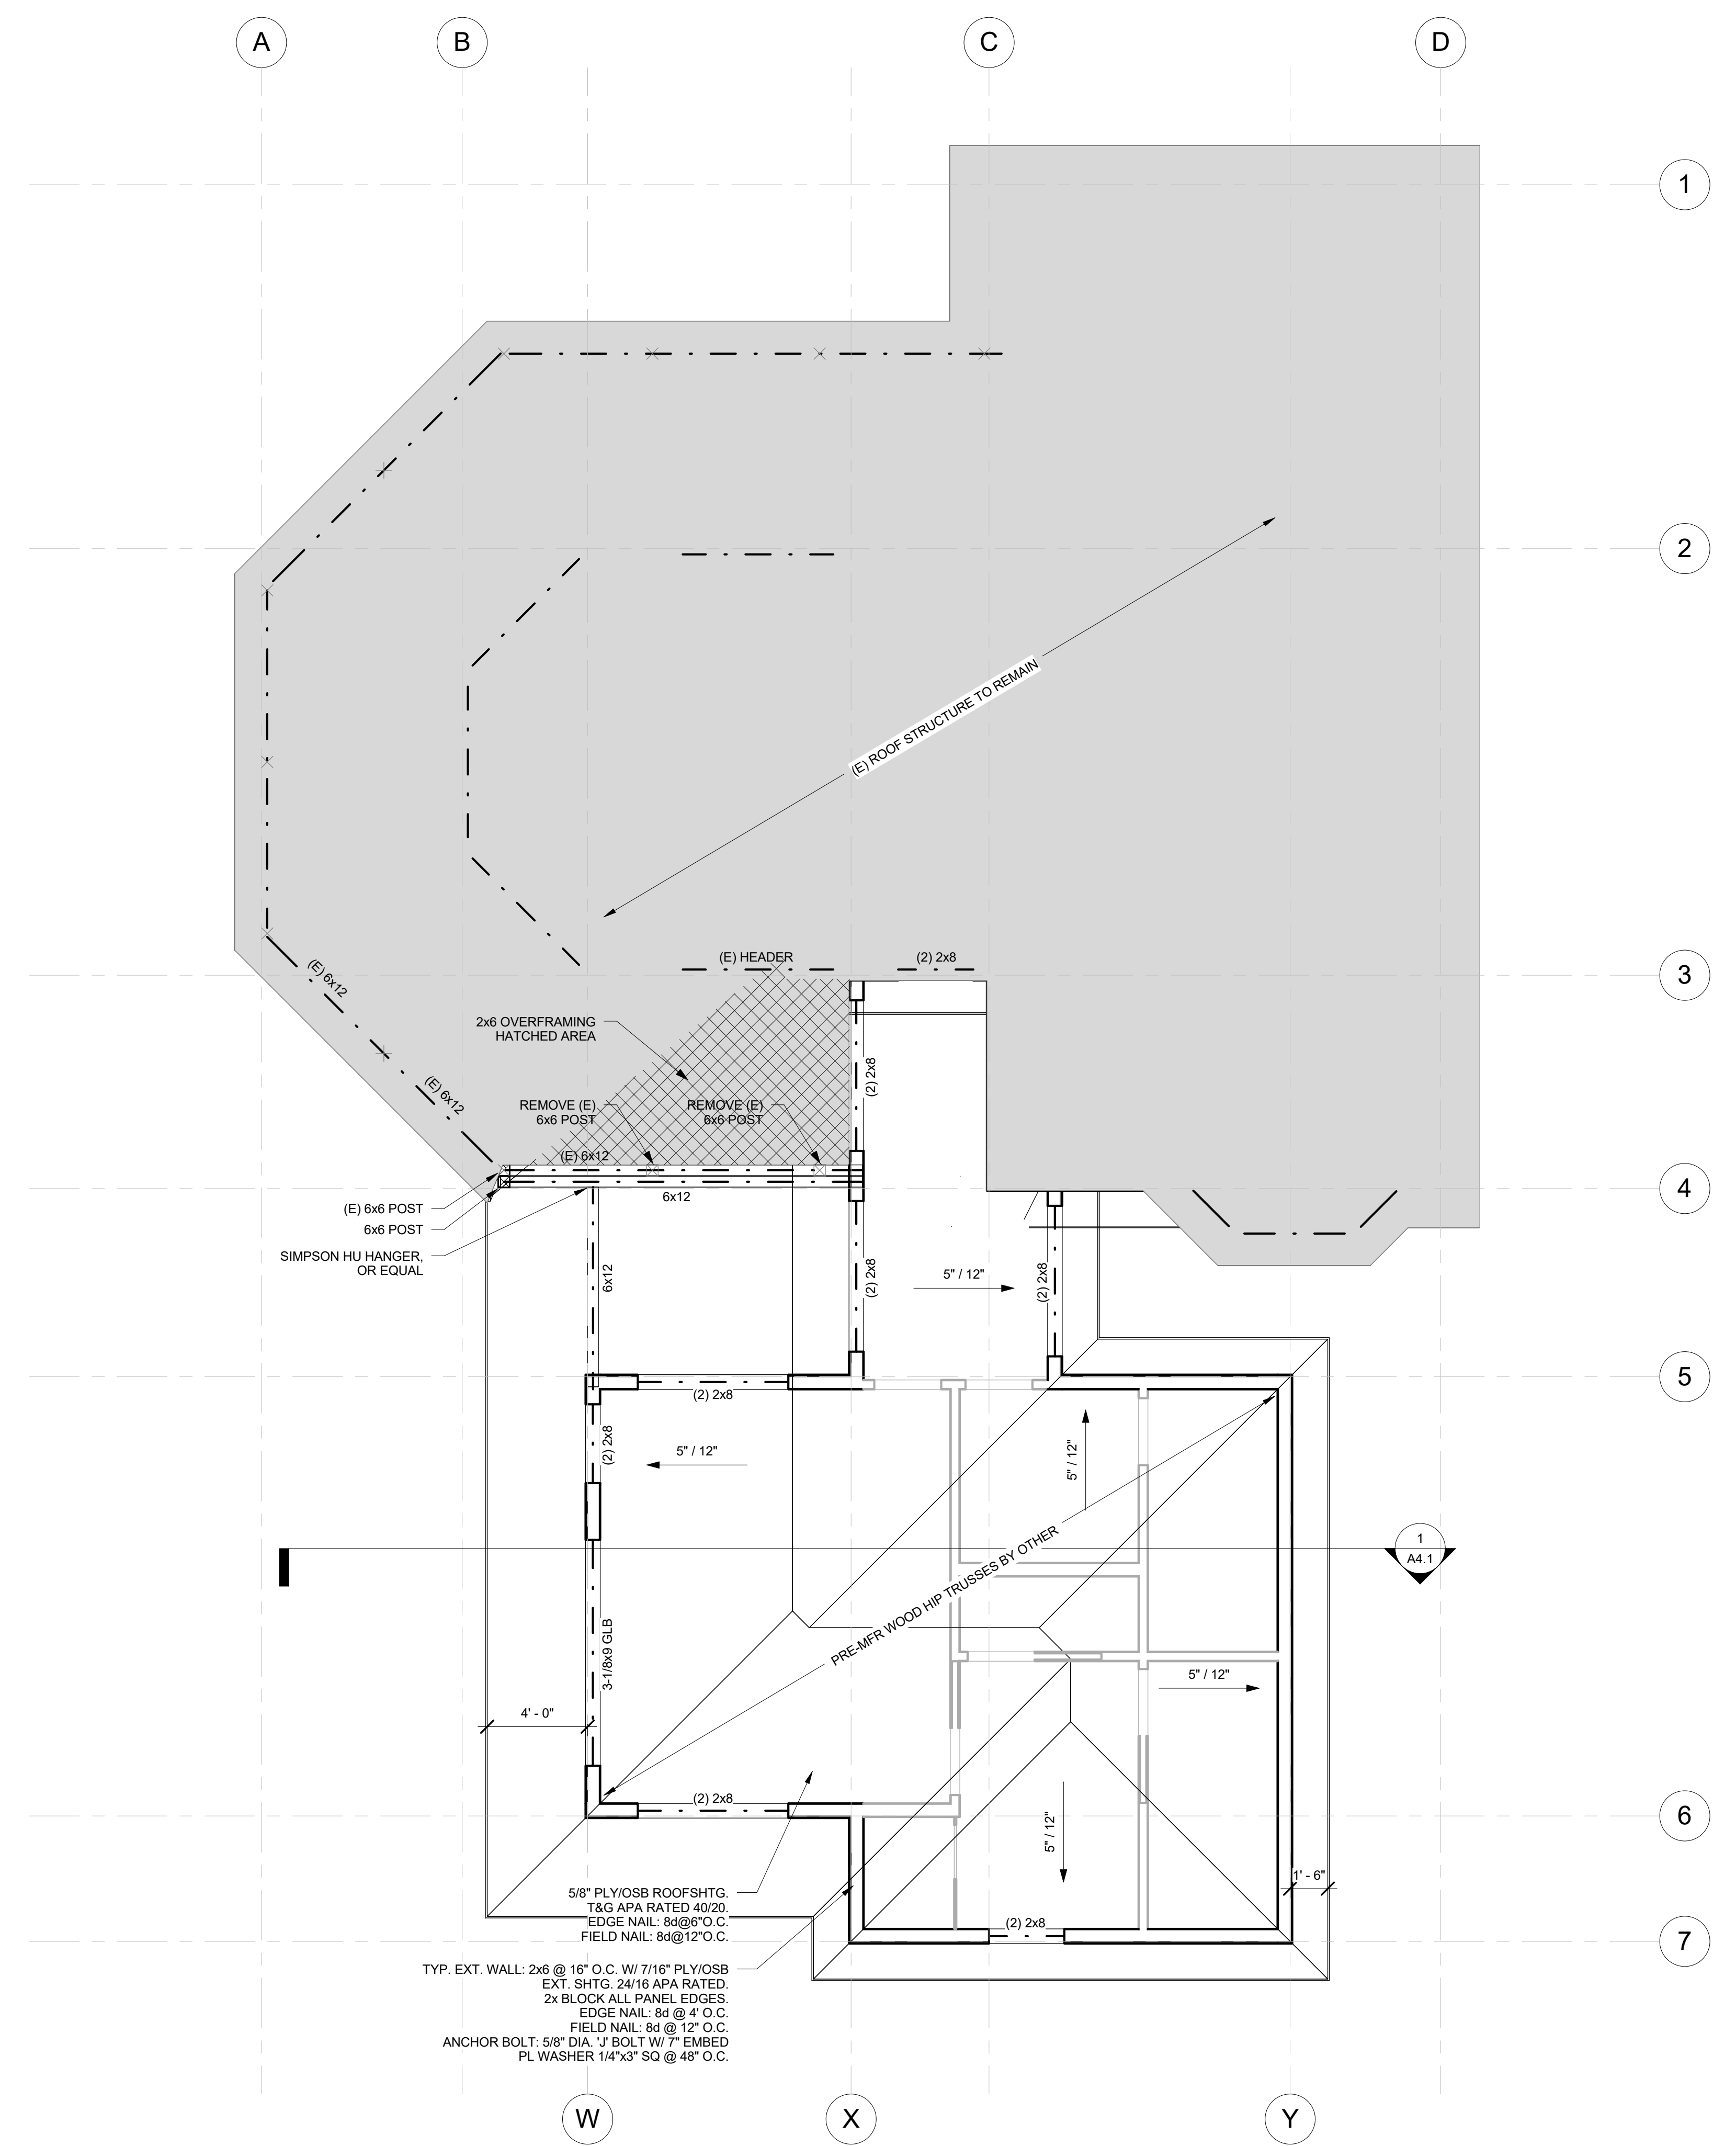 A
B
C
D
1
2
(E) ROOF STRUCTURE TO REMAIN
(E) HEADER
(2) 2x8
3
(E) 6x12
2x6 OVERFRAMING
HATCHED AREA
(2) 2x8
(E) 6x12
REMOVE (E)
6x6 POST
REMOVE (E)
6x6 POST
(E) 6x12
6x12
4
(E) 6x6 POST
6x6 POST
SIMPSON HU HANGER,
OR EQUAL
6x12
(2) 2x8
5" / 12"
(2) 2x8
5
(2) 2x8
(2) 2x8
5" / 12"
5" / 12"
1
A4.1
PRE-MFR WOOD HIP TRUSSES BY OTHER
3-1/8x9 GLB
5" / 12"
4' - 0"
(2) 2x8
6
5" / 12"
1' - 6"
5/8" PLY/OSB ROOFSHTG.
T&G APA RATED 40/20.
EDGE NAIL: 8d@6"O.C.
FIELD NAIL: 8d@12"O.C.
(2) 2x8
7
TYP. EXT. WALL: 2x6 @ 16" O.C. W/ 7/16" PLY/OSB
EXT. SHTG. 24/16 APA RATED.
2x BLOCK ALL PANEL EDGES.
EDGE NAIL: 8d @ 4' O.C.
FIELD NAIL: 8d @ 12" O.C.
ANCHOR BOLT: 5/8" DIA. 'J' BOLT W/ 7" EMBED
PL WASHER 1/4"x3" SQ @ 48" O.C.
W
X
Y